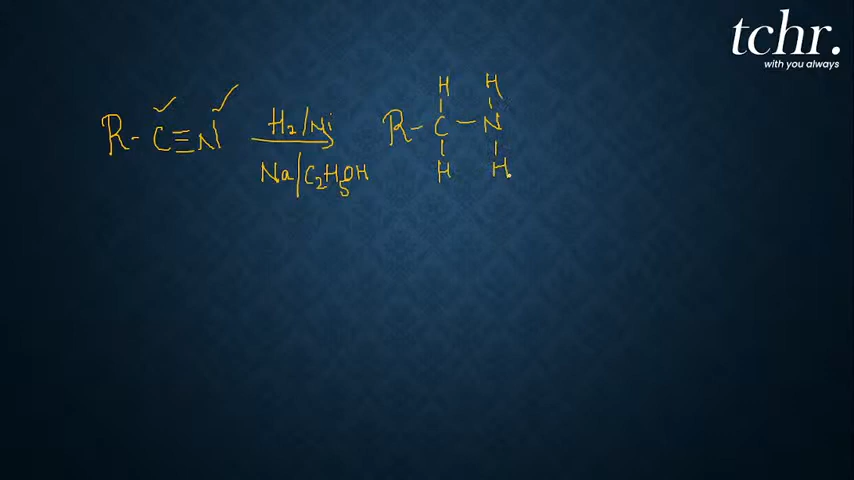 tchr.
with you always
H H
R-C≡N H₂/Ni R-C-N
Na/C₂H₅OH H H